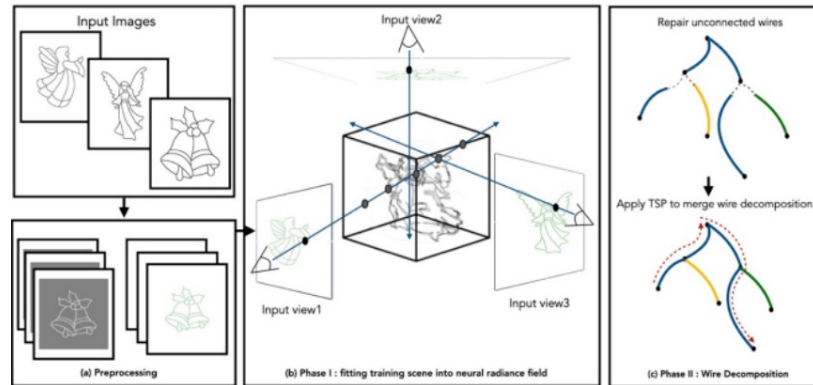 Input Images
(a) Preprocessing
Input view2
Input view1
Input view3
(b) Phase I : fitting training scene into neural radiance field
Repair unconnected wires
Apply TSP to merge wire decomposition
(c) Phase II : Wire Decomposition